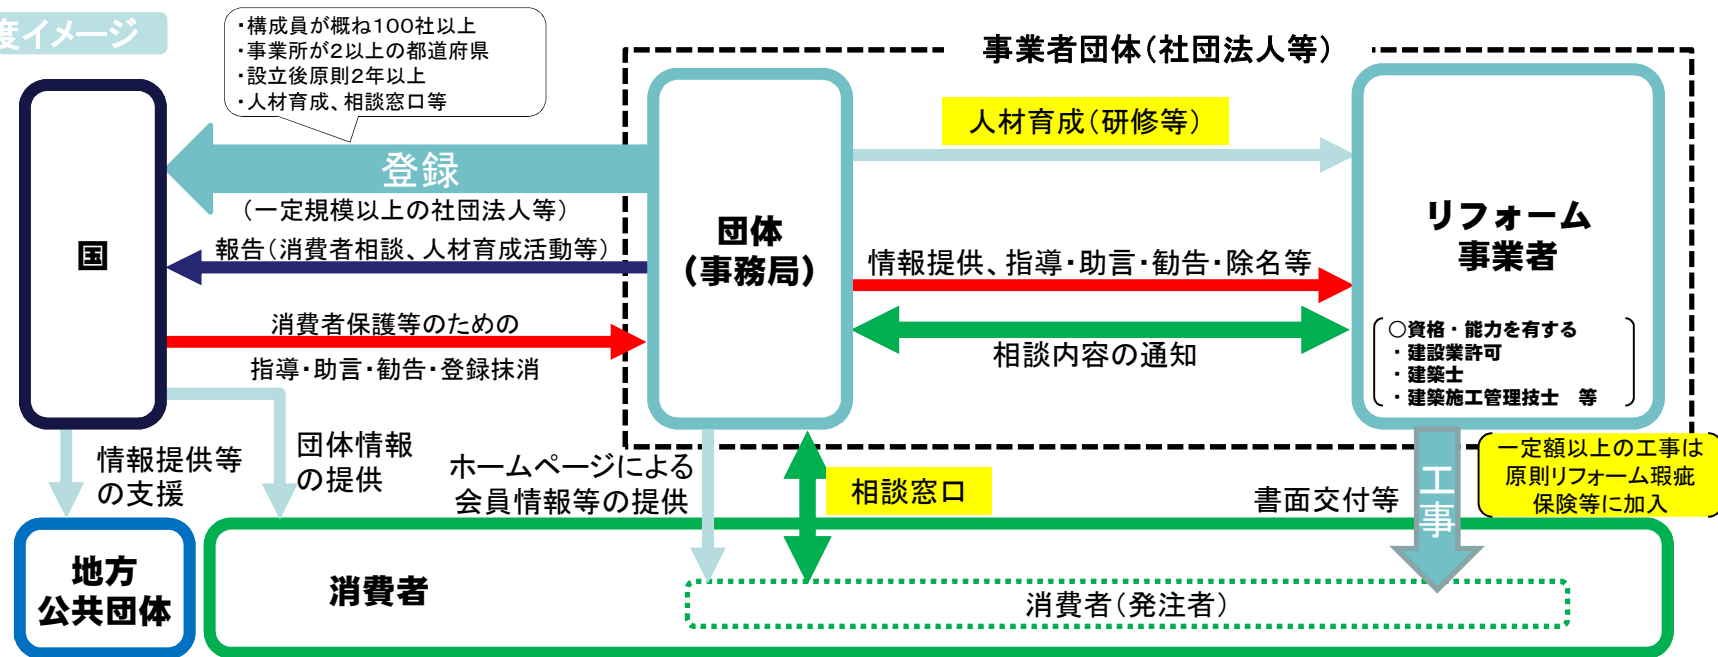 度イメージ
・構成員が概ね100社以上
・事業所が2以上の都道府県
・設立後原則2年以上
・人材育成、相談窓口等
事業者団体(社団法人等)
国
登録
(一定規模以上の社団法人等)
報告(消費者相談、人材育成活動等)
消費者保護等のための
指導・助言・勧告・登録抹消
団体
(事務局)
人材育成(研修等)
情報提供、指導・助言・勧告・除名等
相談内容の通知
リフォーム
事業者
○資格・能力を有する
・建設業許可
・建築士
・建築施工管理技士 等
情報提供等
の支援
団体情報
の提供
ホームページによる
会員情報等の提供
相談窓口
書面交付等
工事
一定額以上の工事は
原則リフォーム瑕疵
保険等に加入
地方
公共団体
消費者
消費者(発注者)